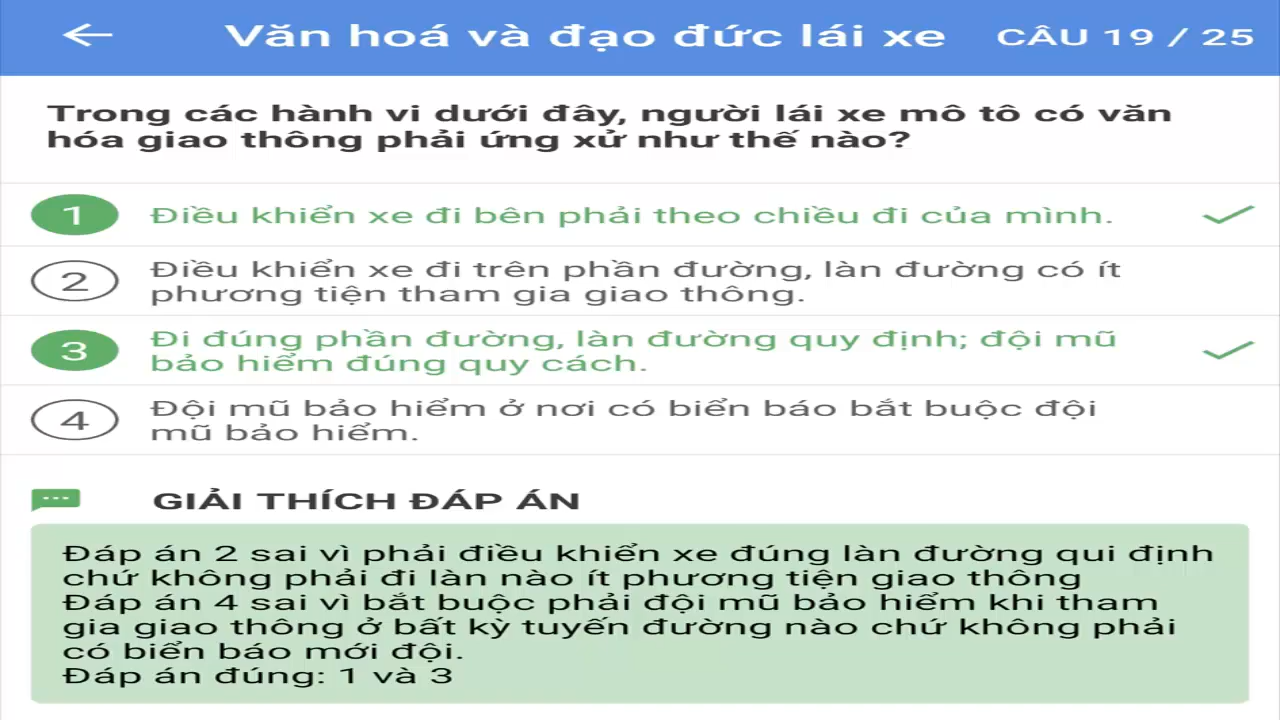 Văn hoá và đạo đức lái xe CÂU 19 / 25
Trong các hành vi dưới đây, người lái xe mô tô có văn
hóa giao thông phải ứng xử như thế nào?
1 Điều khiển xe đi bên phải theo chiều đi của mình.
2 Điều khiển xe đi trên phần đường, làn đường có ít
phương tiện tham gia giao thông.
3 Đi đúng phần đường, làn đường quy định; đội mũ
bảo hiểm đúng quy cách.
4 Đội mũ bảo hiểm ở nơi có biển báo bắt buộc đội
mũ bảo hiểm.
GIẢI THÍCH ĐÁP ÁN
Đáp án 2 sai vì phải điều khiển xe đúng làn đường qui định
chứ không phải đi làn nào ít phương tiện giao thông
Đáp án 4 sai vì bắt buộc phải đội mũ bảo hiểm khi tham
gia giao thông ở bất kỳ tuyến đường nào chứ không phải
có biển báo mới đội.
Đáp án đúng: 1 và 3